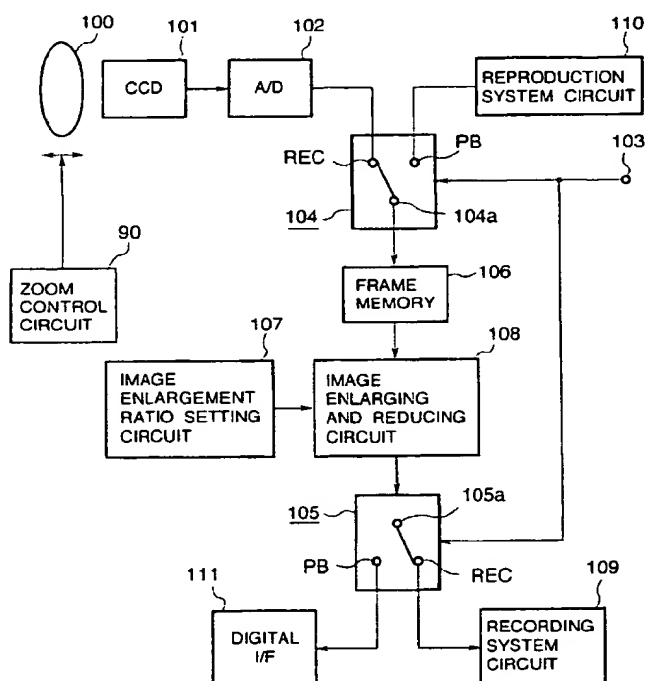 100
101
102
110
CCD
A/D
REPRODUCTION
SYSTEM CIRCUIT
REC
PB
103
104
104a
90
ZOOM
CONTROL
CIRCUIT
106
FRAME
MEMORY
107
108
IMAGE
ENLARGEMENT
RATIO SETTING
CIRCUIT
IMAGE
ENLARGING
AND REDUCING
CIRCUIT
105
105a
PB
REC
111
109
DIGITAL
I/F
RECORDING
SYSTEM
CIRCUIT